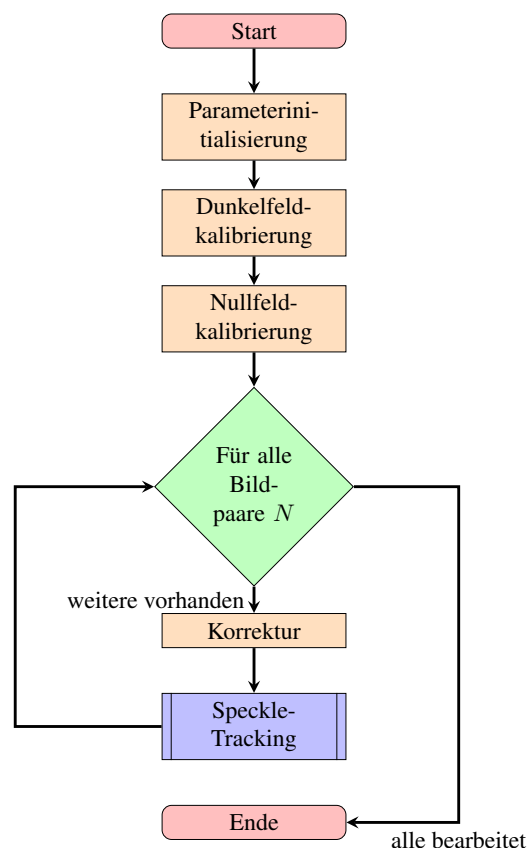 Start
Parameterini-
tialisierung
Dunkelfeld-
kalibrierung
Nullfeld-
kalibrierung
Für alle
Bild-
paare N
weitere vorhanden
Korrektur
Speckle-
Tracking
Ende
alle bearbeitet